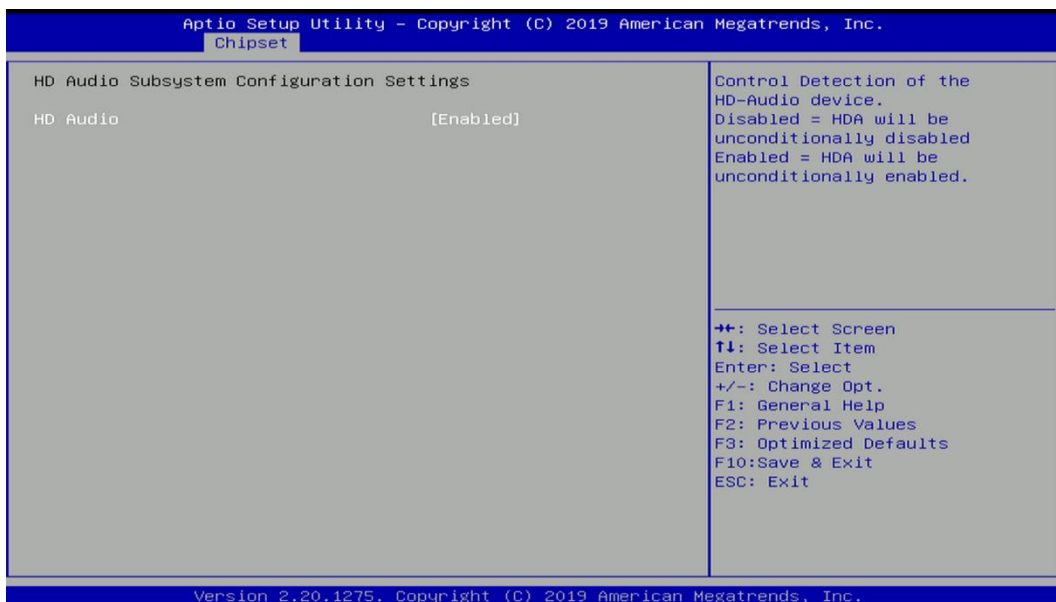 Aptio Setup Utility – Copyright (C) 2019 American Megatrends, Inc.
Chipset
HD Audio Subsystem Configuration Settings
HD Audio [Enabled]
Control Detection of the
HD-Audio device.
Disabled = HDA will be
unconditionally disabled
Enabled = HDA will be
unconditionally enabled.
→←: Select Screen
↑↓: Select Item
Enter: Select
+/-: Change Opt.
F1: General Help
F2: Previous Values
F3: Optimized Defaults
F10:Save & Exit
ESC: Exit
Version 2.20.1275. Copyright (C) 2019 American Megatrends, Inc.